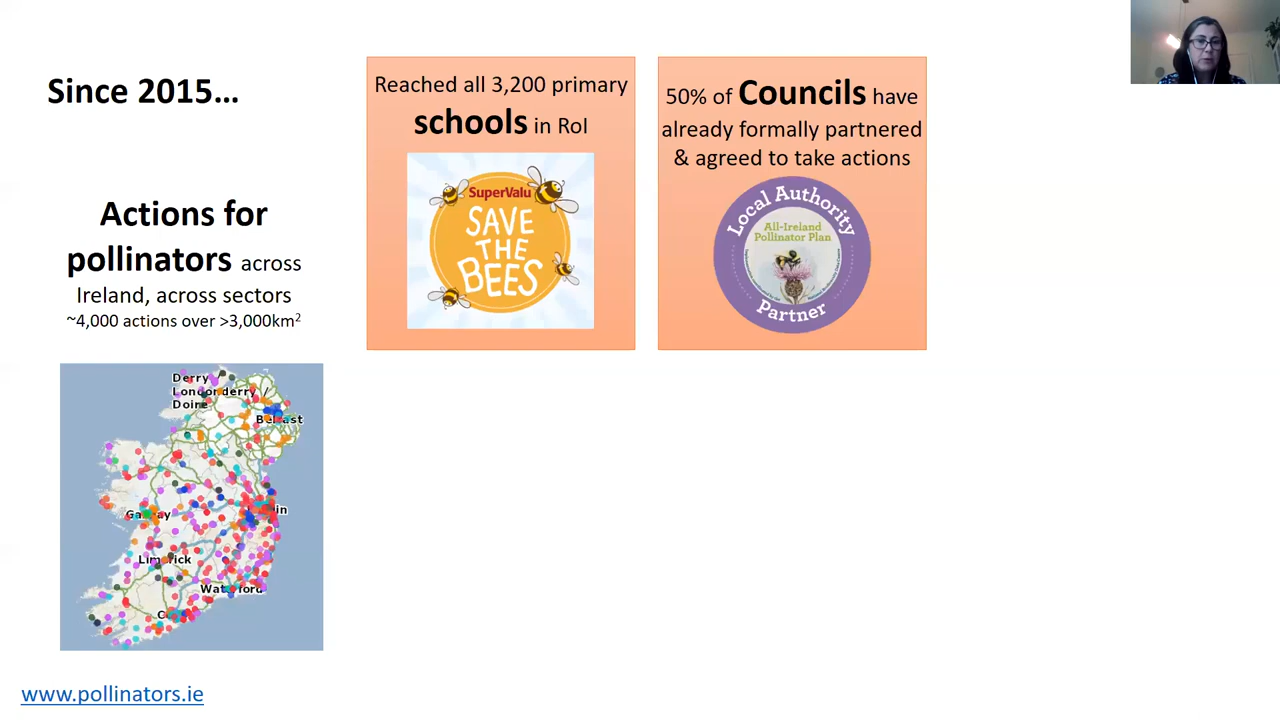 Since 2015…
Actions for
pollinators across
Ireland, across sectors
~4,000 actions over >3,000km²
Derry /
Londonderry /
Doire
Belfast
Galway
Limerick
Waterford
www.pollinators.ie
Reached all 3,200 primary
schools in RoI
SuperValu
SAVE
THE
BEES
50% of Councils have
already formally partnered
& agreed to take actions
Local Authority
All-Ireland
Pollinator Plan
Partner